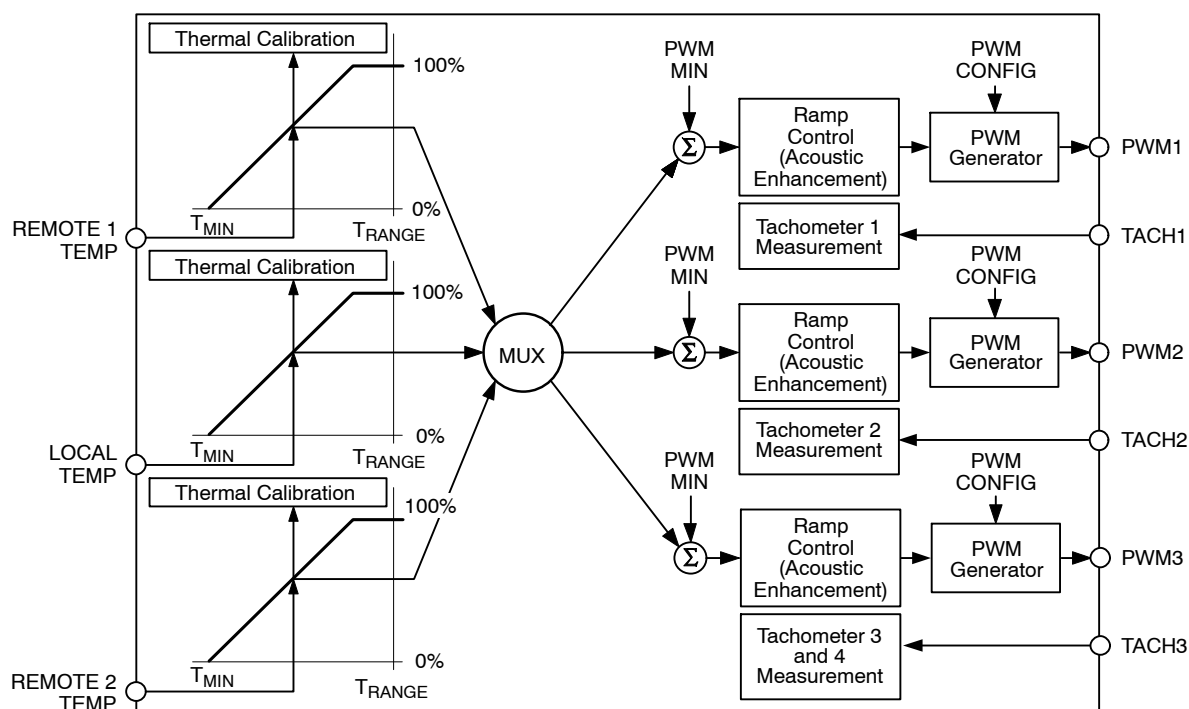 Thermal Calibration
100%
0%
T_MIN
T_RANGE
REMOTE 1
TEMP
Thermal Calibration
100%
0%
T_MIN
T_RANGE
LOCAL
TEMP
Thermal Calibration
100%
0%
T_MIN
T_RANGE
REMOTE 2
TEMP
MUX
PWM
MIN
Σ
Ramp
Control
(Acoustic
Enhancement)
PWM
CONFIG
PWM
Generator
PWM1
Tachometer 1
Measurement
TACH1
PWM
MIN
Σ
Ramp
Control
(Acoustic
Enhancement)
PWM
CONFIG
PWM
Generator
PWM2
Tachometer 2
Measurement
TACH2
PWM
MIN
Σ
Ramp
Control
(Acoustic
Enhancement)
PWM
CONFIG
PWM
Generator
PWM3
Tachometer 3
and 4
Measurement
TACH3